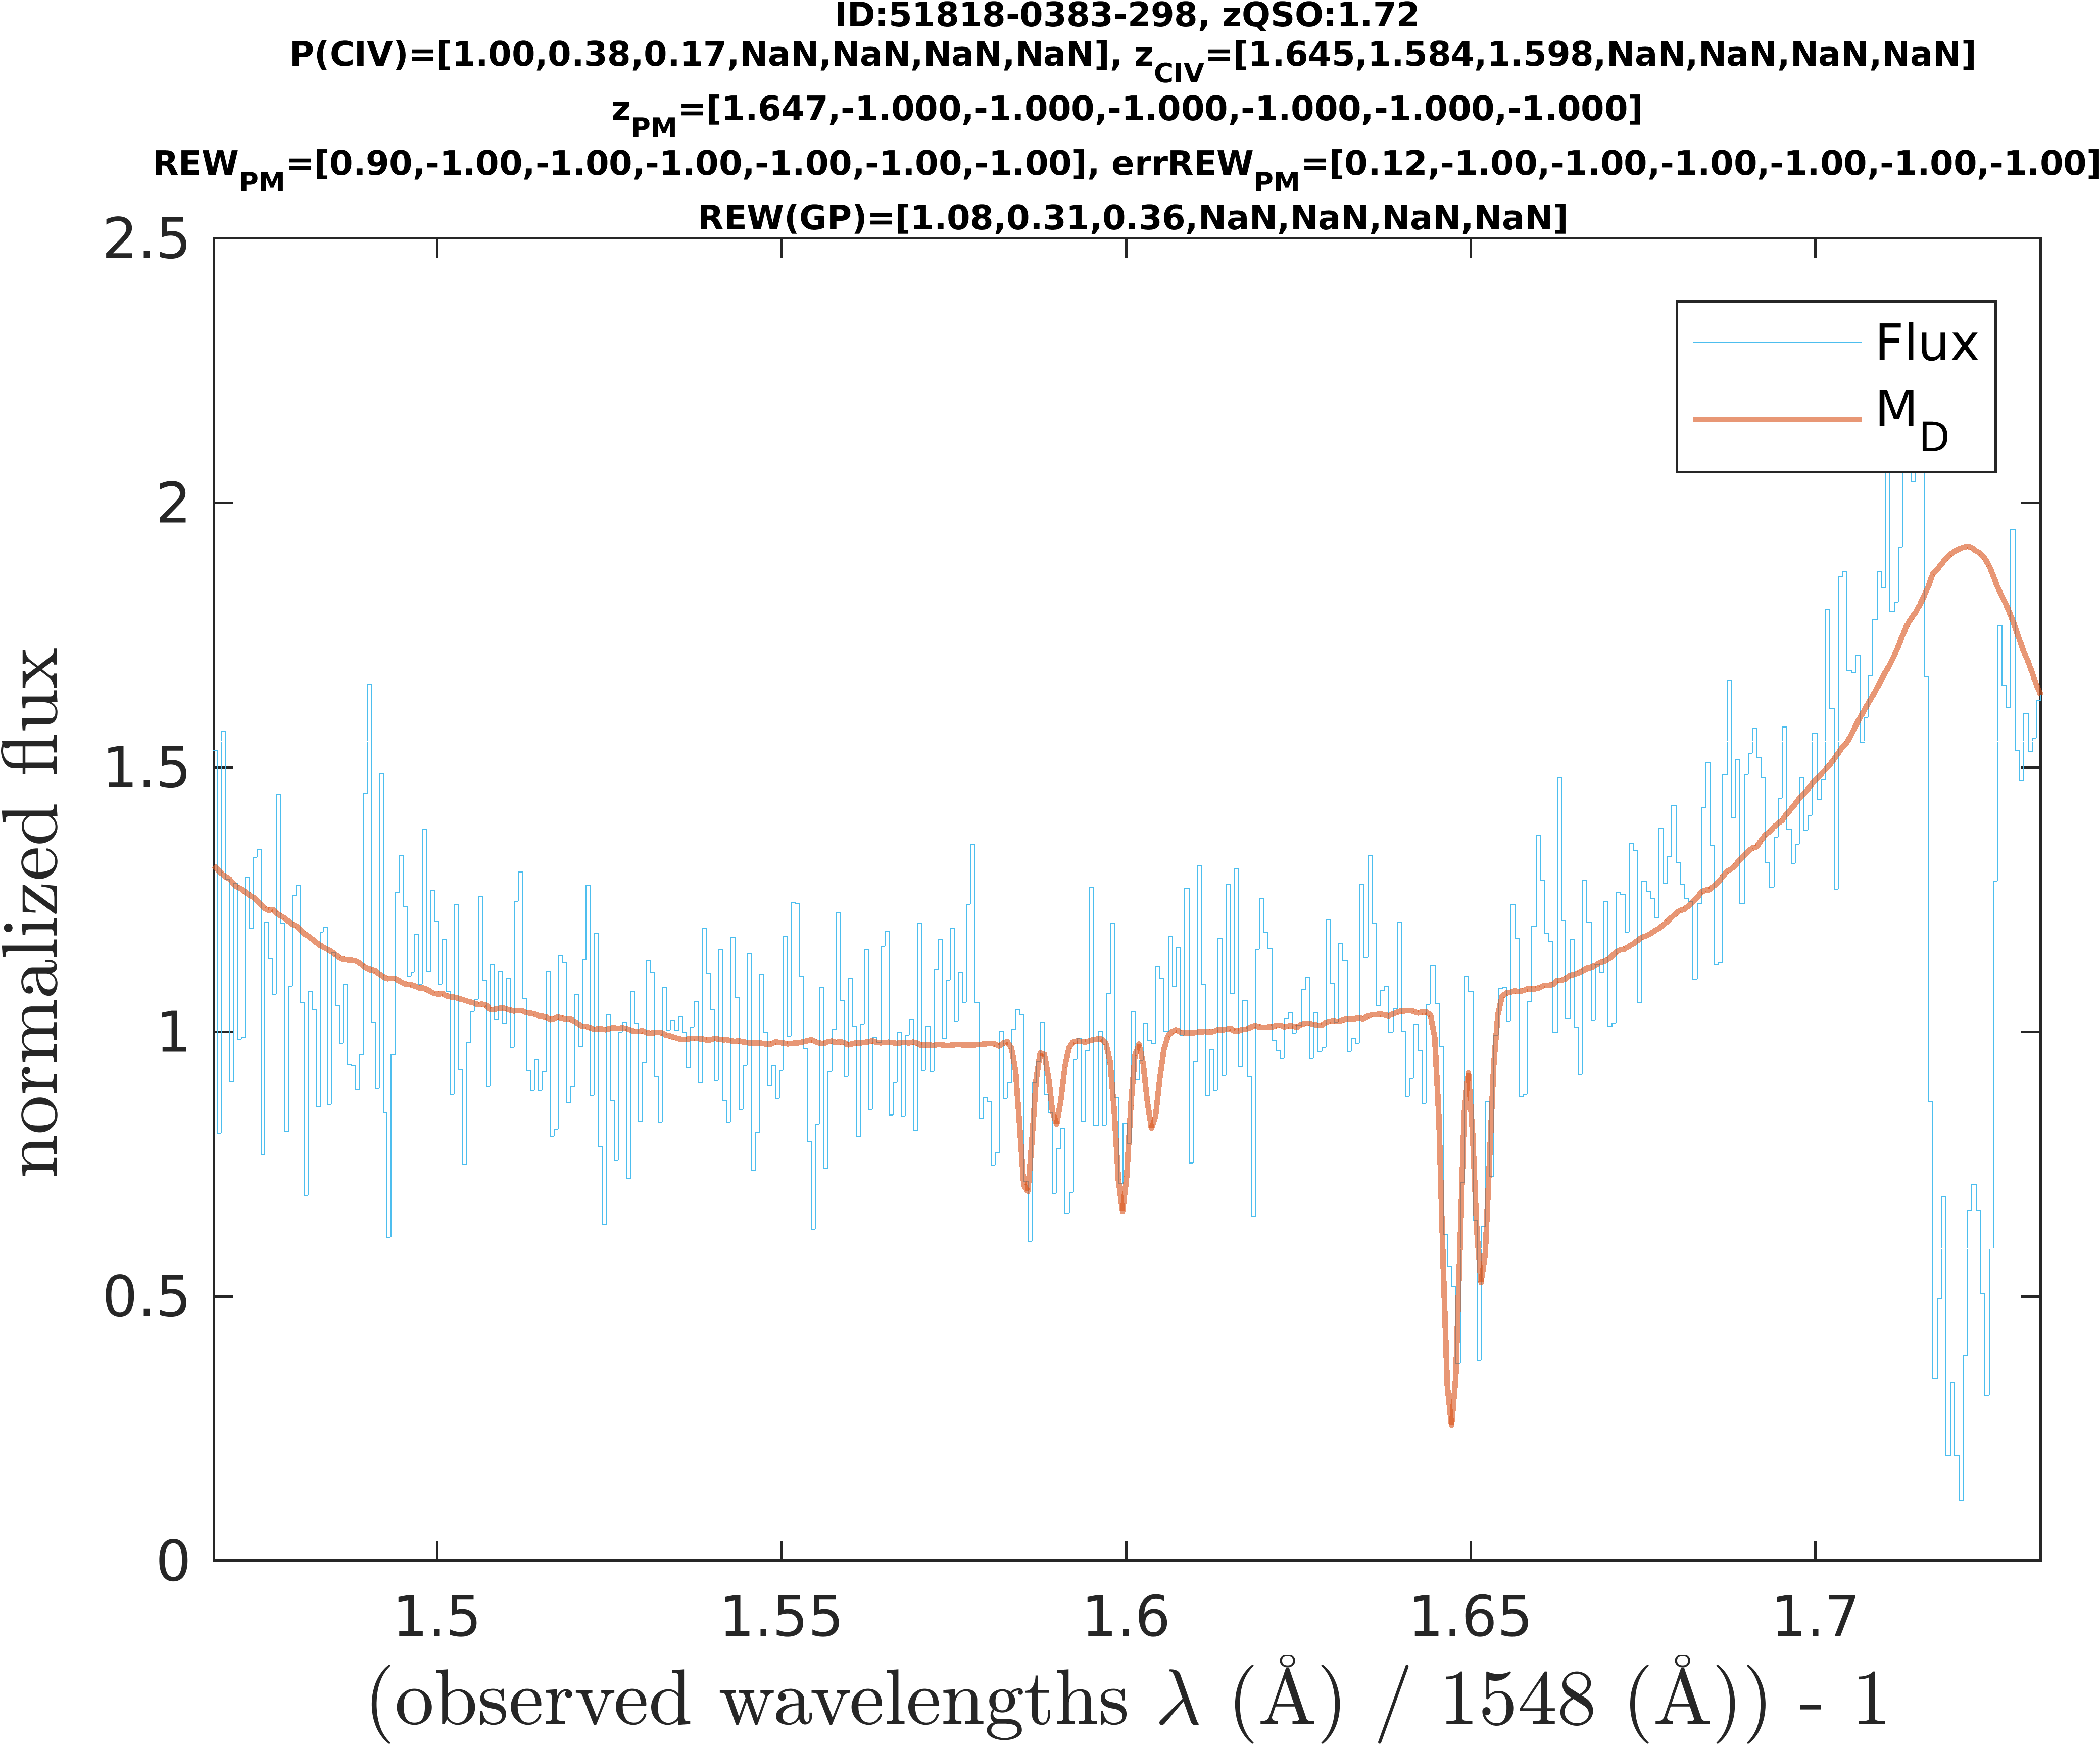 ID:51818-0383-298, zQSO:1.72
P(CIV)=[1.00,0.38,0.17,NaN,NaN,NaN,NaN], zCIV=[1.645,1.584,1.598,NaN,NaN,NaN,NaN]
zPM=[1.647,-1.000,-1.000,-1.000,-1.000,-1.000,-1.000]
REWPM=[0.90,-1.00,-1.00,-1.00,-1.00,-1.00,-1.00], errREWPM=[0.12,-1.00,-1.00,-1.00,-1.00,-1.00,-1.00]
REW(GP)=[1.08,0.31,0.36,NaN,NaN,NaN,NaN]
2.5
2
1.5
1
0.5
0
normalized flux
Flux
MD
1.5
1.55
1.6
1.65
1.7
(observed wavelengths λ (Å) / 1548 (Å)) - 1